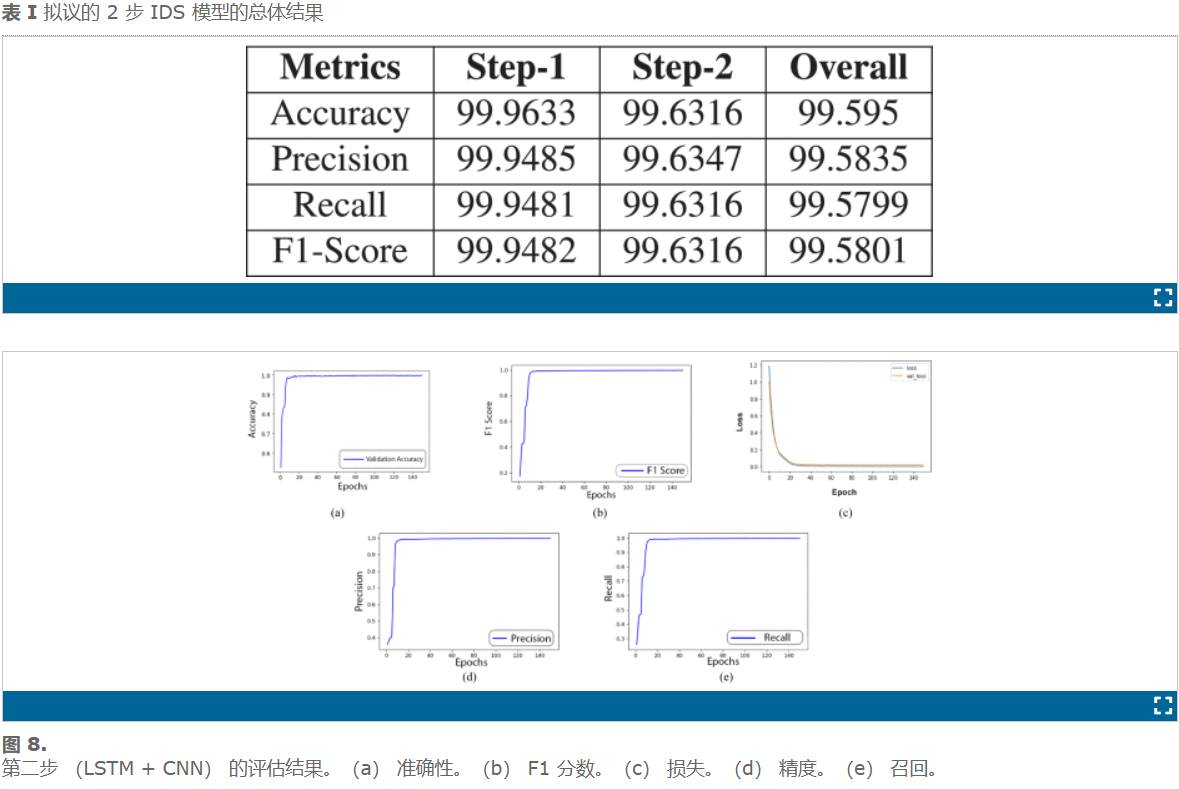 表 I 拟议的 2 步 IDS 模型的总体结果
Metrics Step-1 Step-2 Overall
Accuracy 99.9633 99.6316 99.595
Precision 99.9485 99.6347 99.5835
Recall 99.9481 99.6316 99.5799
F1-Score 99.9482 99.6316 99.5801
Accuracy
1.0
0.9
0.8
0.7
0.6
0 20 40 60 80 100 120 140
Epochs
Validation Accuracy
(a)
F1 Score
1.0
0.8
0.6
0.4
0.2
0 20 40 60 80 100 120 140
Epochs
F1 Score
(b)
Loss
1.2
1.0
0.8
0.6
0.4
0.2
0.0
0 20 40 60 80 100 120 140
Epoch
loss
val_loss
(c)
Precision
1.0
0.9
0.8
0.7
0.6
0.5
0.4
0 20 40 60 80 100 120 140
Epochs
Precision
(d)
Recall
1.0
0.9
0.8
0.7
0.6
0.5
0.4
0.3
0 20 40 60 80 100 120 140
Epochs
Recall
(e)
图 8.
第二步 （LSTM + CNN） 的评估结果。（a） 准确性。（b） F1 分数。（c） 损失。（d） 精度。（e） 召回。